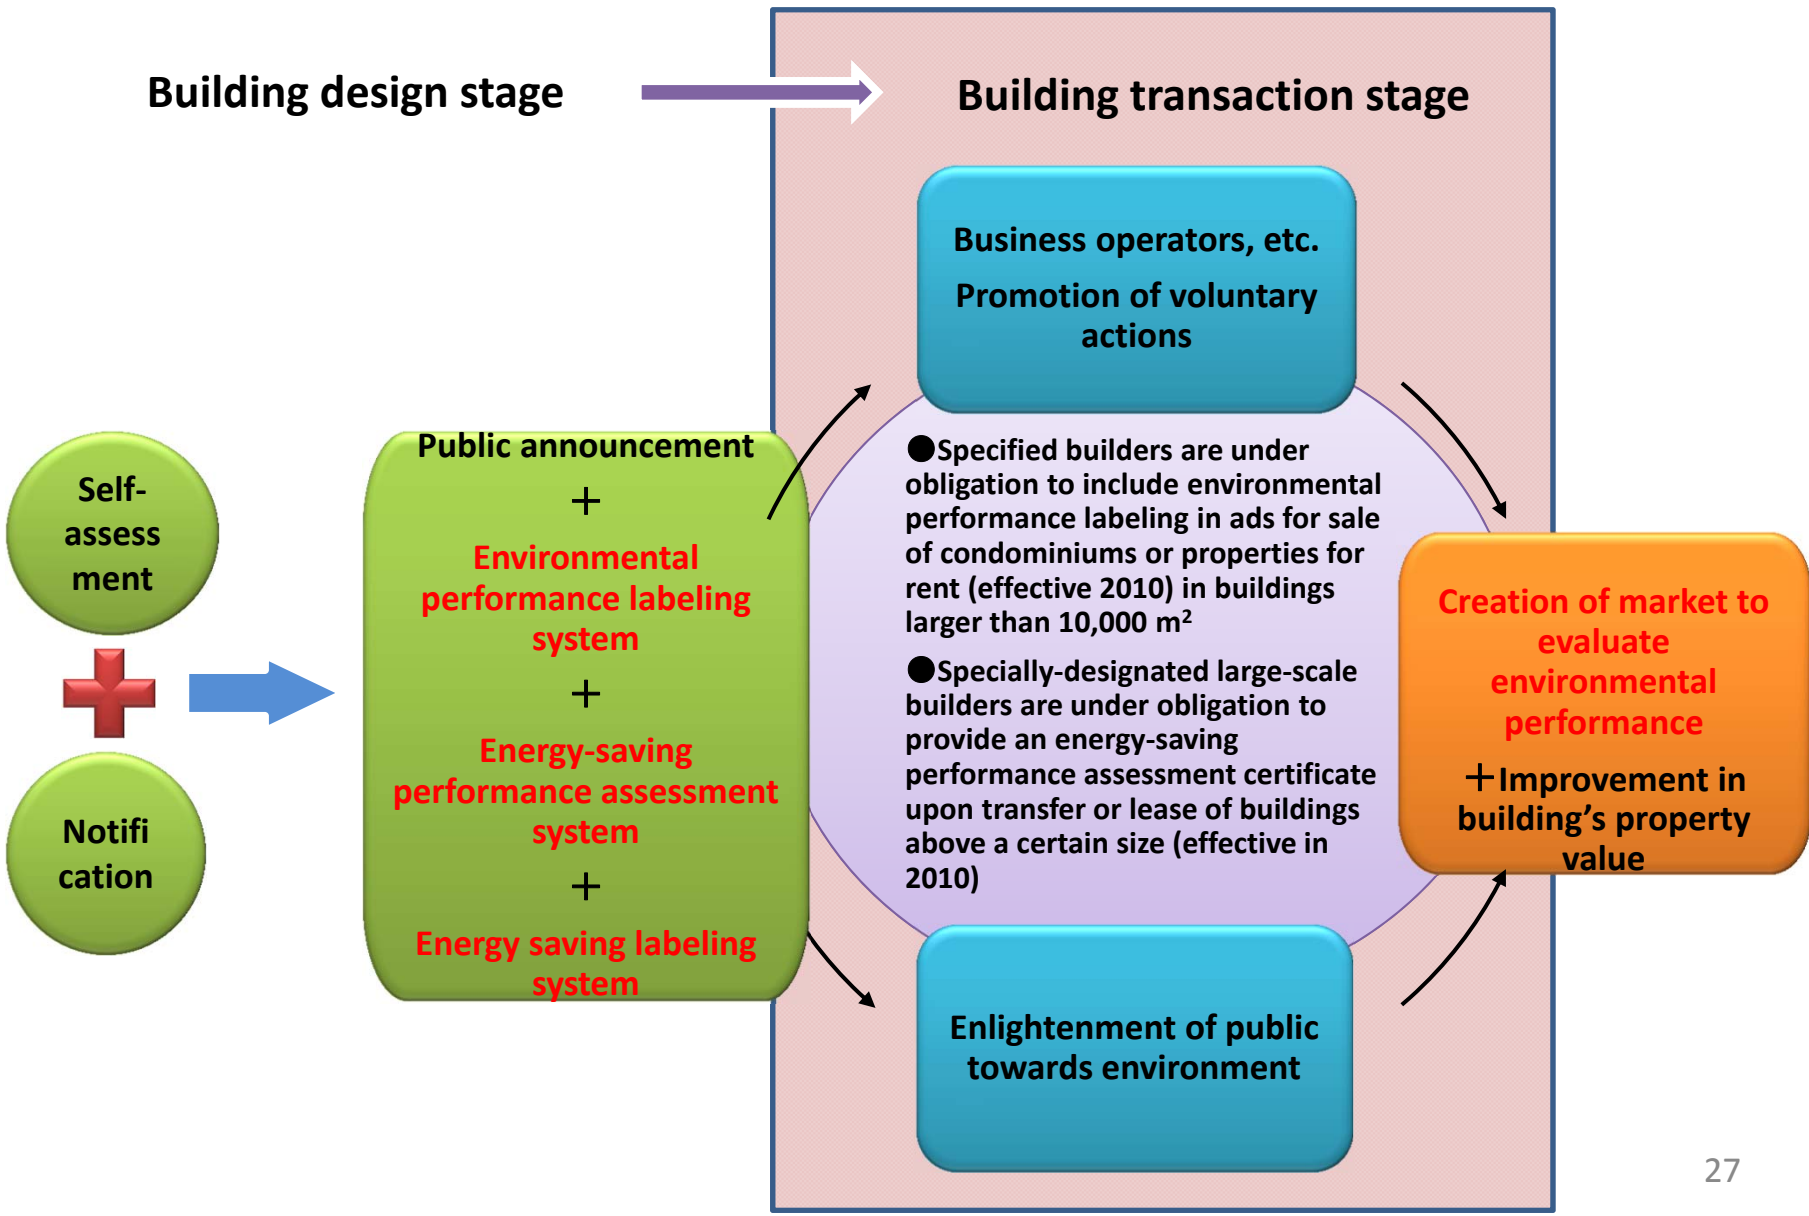 Building design stage
Building transaction stage
Business operators, etc.
Promotion of voluntary
actions
Self-
assess
ment
Notifi
cation
Public announcement
+
Environmental
performance labeling
system
+
Energy-saving
performance assessment
system
+
Energy saving labeling
system
●Specified builders are under
obligation to include environmental
performance labeling in ads for sale
of condominiums or properties for
rent (effective 2010) in buildings
larger than 10,000 m²
●Specially-designated large-scale
builders are under obligation to
provide an energy-saving
performance assessment certificate
upon transfer or lease of buildings
above a certain size (effective in
2010)
Creation of market to
evaluate
environmental
performance
+Improvement in
building’s property
value
Enlightenment of public
towards environment
27